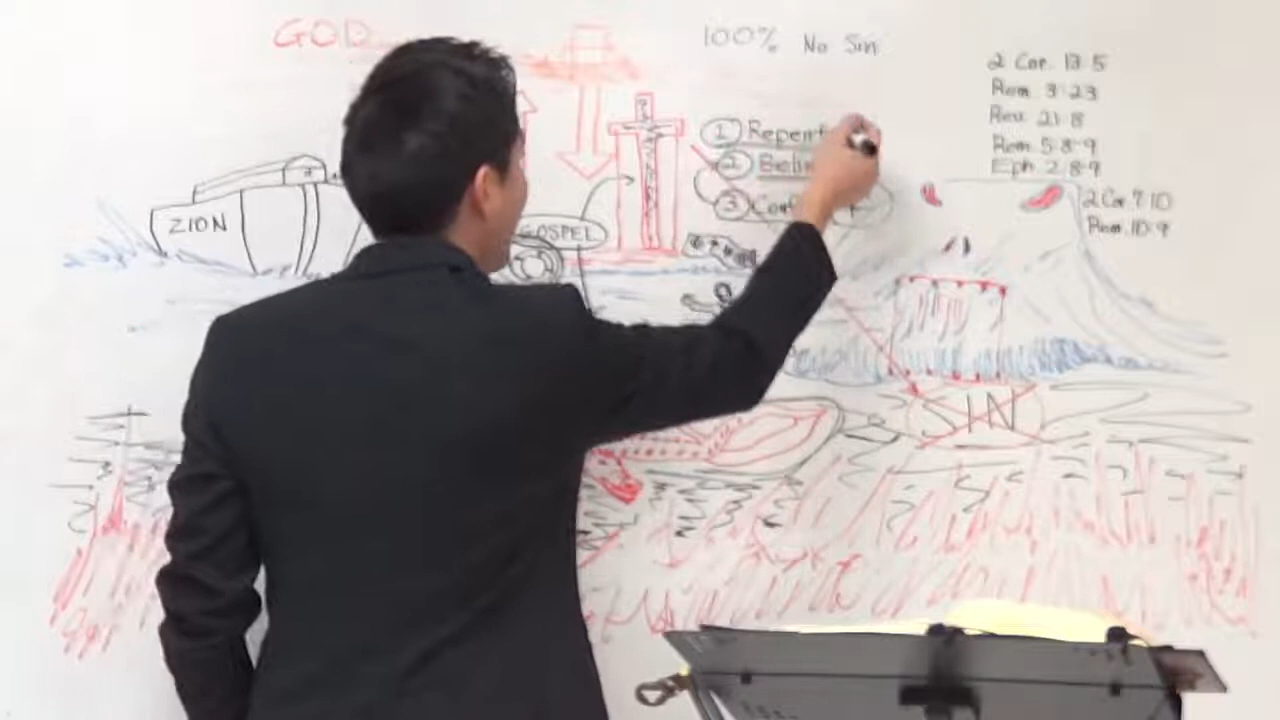 GOD
100% No Sin
2 Cor. 13:5
Rom. 3:23
Rev. 21:8
Rom 5:8-9
Eph 2:8-9
① Repent
② Beli
③ Conf
2 Cor 7:10
Rom. 10:9
ZION
GOSPEL
SIN